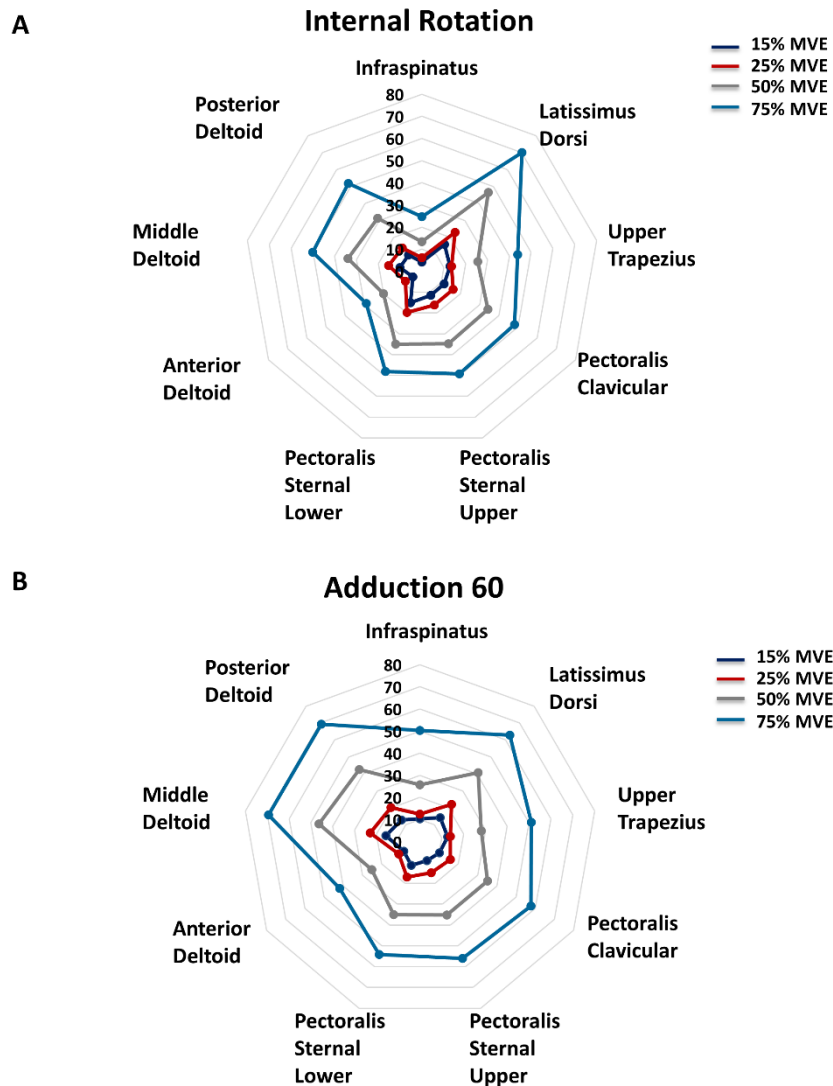 A
Internal Rotation
15% MVE
25% MVE
50% MVE
75% MVE
Infraspinatus
Posterior
Deltoid
Latissimus
Dorsi
Middle
Deltoid
Upper
Trapezius
Anterior
Deltoid
Pectoralis
Clavicular
Pectoralis
Sternal
Lower
Pectoralis
Sternal
Upper
80
70
60
50
40
30
20
10
0
B
Adduction 60
15% MVE
25% MVE
50% MVE
75% MVE
Infraspinatus
Posterior
Deltoid
Latissimus
Dorsi
Middle
Deltoid
Upper
Trapezius
Anterior
Deltoid
Pectoralis
Clavicular
Pectoralis
Sternal
Lower
Pectoralis
Sternal
Upper
80
70
60
50
40
30
20
10
0